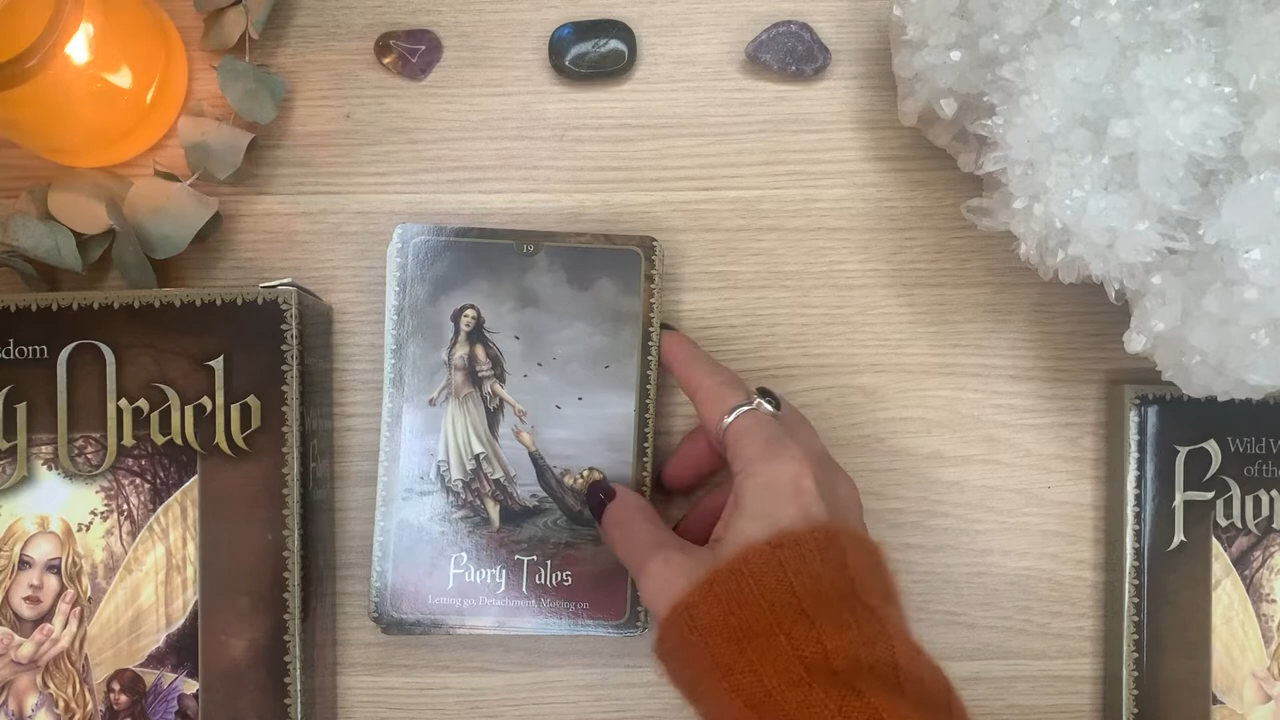 19
Faery Tales
Letting go, Detachment, Moving on
sdom
y Oracle
Wild W
of the
Faer